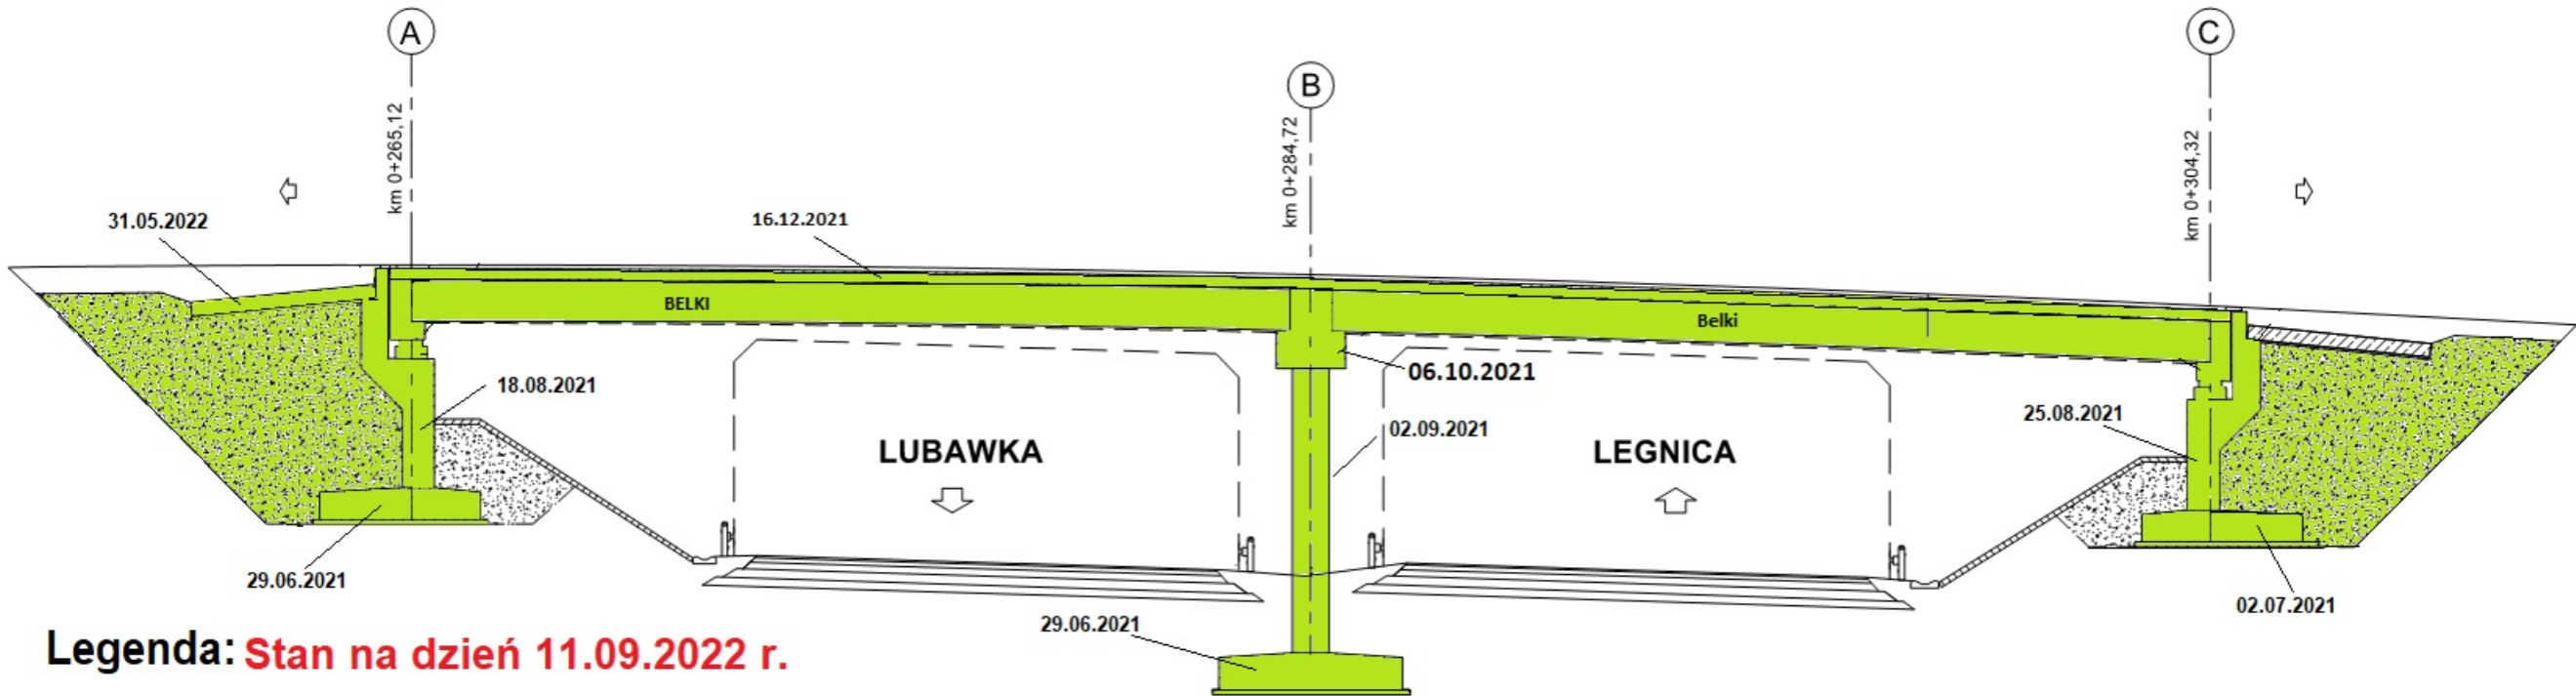 A
B
C
km 0+265,12
km 0+284,72
km 0+304,32
31.05.2022
16.12.2021
BELKI
Belki
18.08.2021
06.10.2021
25.08.2021
02.09.2021
LUBAWKA
LEGNICA
29.06.2021
29.06.2021
02.07.2021
Legenda: Stan na dzień 11.09.2022 r.